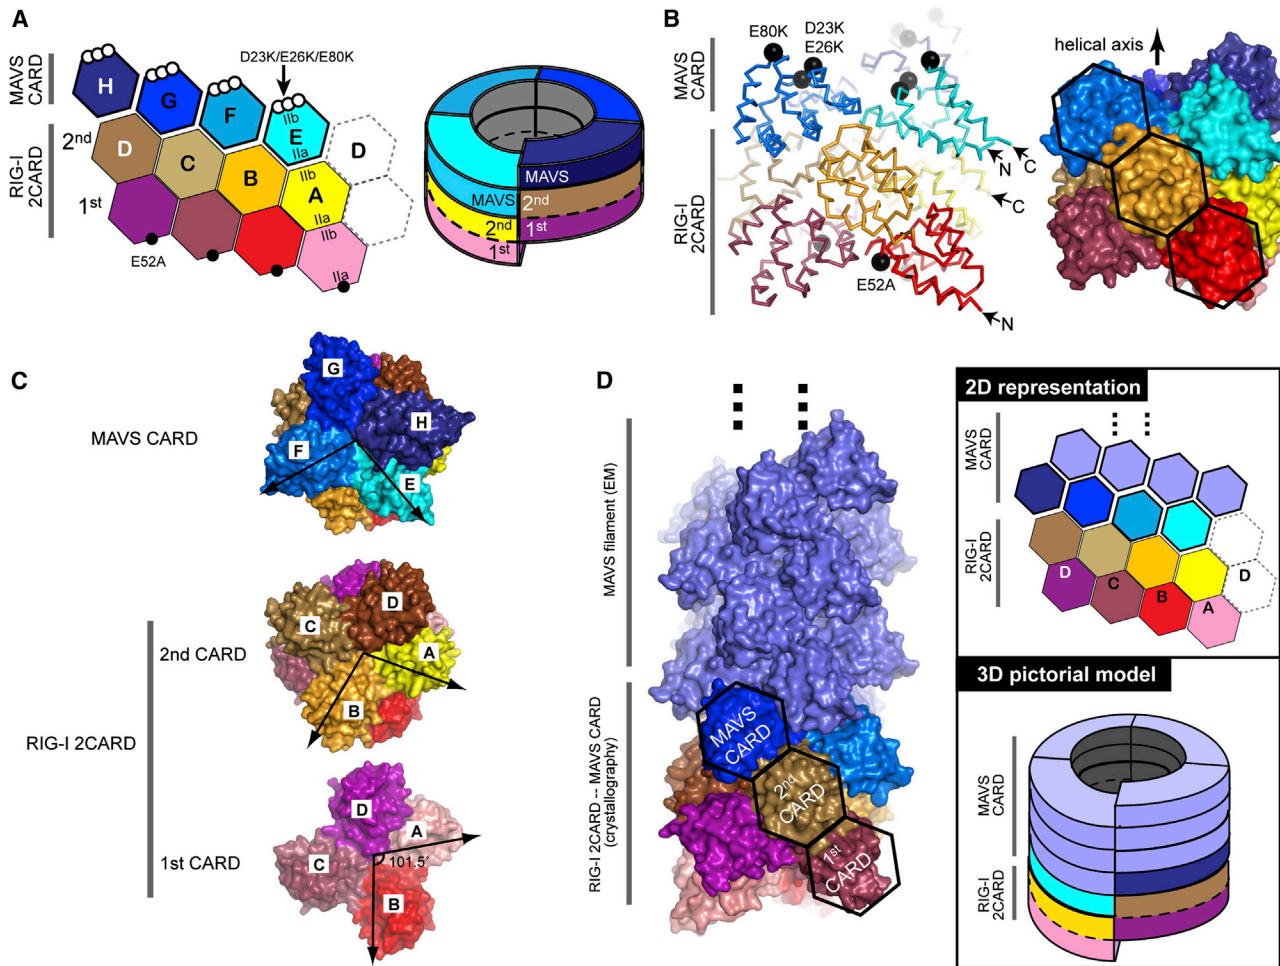 A
MAVS
CARD
RIG-I
2CARD
2nd
1st
H
G
F
E
D
C
B
A
D
IIb
IIa
IIb
IIa
IIb
IIa
D23K/E26K/E80K
E52A
MAVS
MAVS
2nd
2nd
1st
1st
B
MAVS
CARD
RIG-I
2CARD
E80K
D23K
E26K
N
C
C
E52A
N
helical axis
C
MAVS CARD
G
H
F
E
RIG-I 2CARD
2nd CARD
D
C
A
B
1st CARD
D
A
C
101.5°
B
D
MAVS filament (EM)
RIG-I 2CARD -- MAVS CARD
(crystallography)
MAVS
CARD
2nd
CARD
1st
CARD
2D representation
MAVS
CARD
RIG-I
2CARD
D
C
B
A
D
3D pictorial model
MAVS
CARD
RIG-I
2CARD